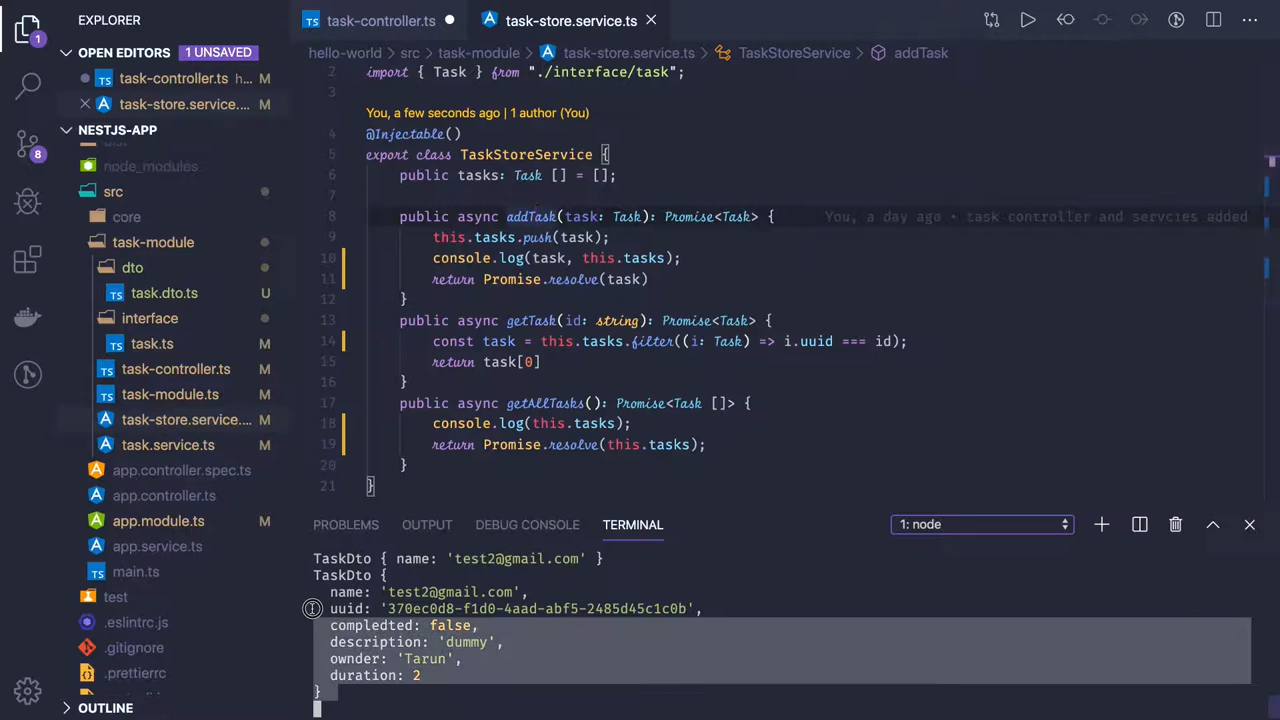 EXPLORER
OPEN EDITORS 1 UNSAVED
task-controller.ts h... M
task-store.service.... M
NESTJS-APP
node_modules
src
core
task-module
dto
task.dto.ts U
interface
task.ts M
task-controller.ts M
task-module.ts M
task-store.service.... M
task.service.ts M
app.controller.spec.ts
app.controller.ts
app.module.ts M
app.service.ts
main.ts
test
.eslintrc.js
.gitignore
.prettierrc
OUTLINE
1
8
task-controller.ts
task-store.service.ts
hello-world › src › task-module › task-store.service.ts › TaskStoreService › addTask
2 import { Task } from "./interface/task";
3
You, a few seconds ago | 1 author (You)
4 @Injectable()
5 export class TaskStoreService {
6 public tasks: Task [] = [];
7
8 public async addTask(task: Task): Promise<Task> { You, a day ago • task controller and servcies added
9 this.tasks.push(task);
10 console.log(task, this.tasks);
11 return Promise.resolve(task)
12 }
13 public async getTask(id: string): Promise<Task> {
14 const task = this.tasks.filter((i: Task) => i.uuid === id);
15 return task[0]
16 }
17 public async getAllTasks(): Promise<Task []> {
18 console.log(this.tasks);
19 return Promise.resolve(this.tasks);
20 }
21 }
PROBLEMS OUTPUT DEBUG CONSOLE TERMINAL 1: node
TaskDto { name: 'test2@gmail.com' }
TaskDto {
name: 'test2@gmail.com',
uuid: '370ec0d8-f1d0-4aad-abf5-2485d45c1c0b',
compledted: false,
description: 'dummy',
ownder: 'Tarun',
duration: 2
}